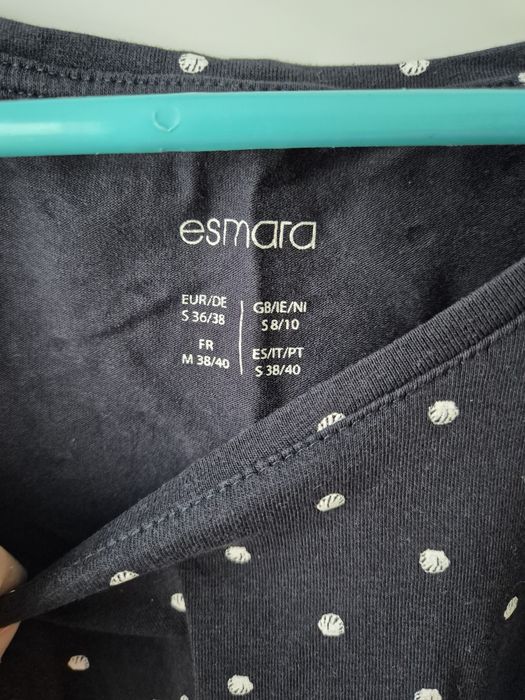 esmara
EUR/DE
S 36/38
FR
M 38/40
GB/IE/NI
S 8/10
ES/IT/PT
S 38/40